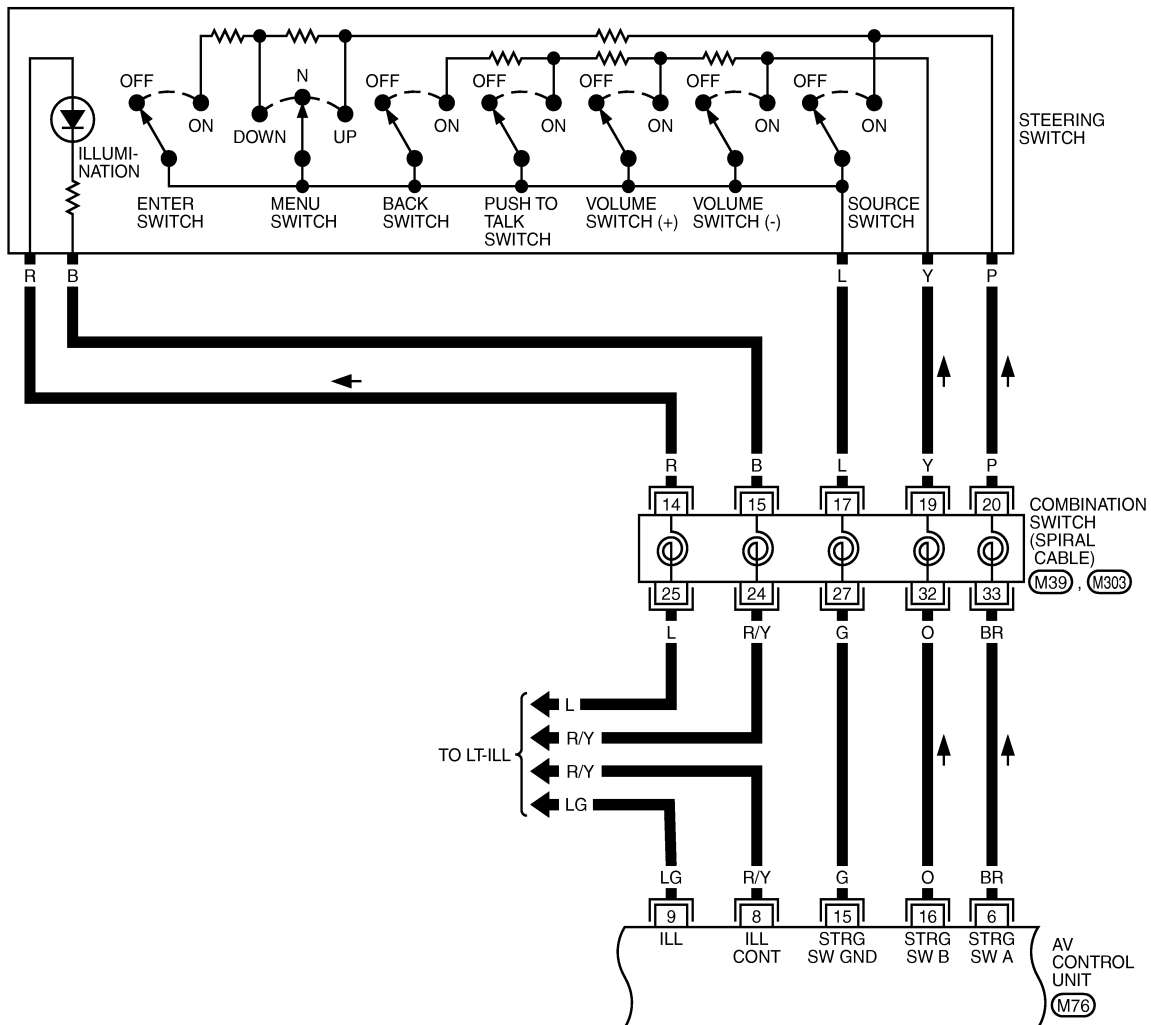 OFF
ON
ILLUMI-
NATION
ENTER
SWITCH
N
DOWN
UP
MENU
SWITCH
OFF
ON
BACK
SWITCH
OFF
ON
PUSH TO
TALK
SWITCH
OFF
ON
VOLUME
SWITCH (+)
OFF
ON
VOLUME
SWITCH (-)
OFF
ON
SOURCE
SWITCH
STEERING
SWITCH
R B L Y P
R B L Y P
14 15 17 19 20
COMBINATION
SWITCH
(SPIRAL
CABLE)
M39 , M303
25 24 27 32 33
L R/Y G O BR
L
R/Y
TO LT-ILL
R/Y
LG
LG R/Y G O BR
9 8 15 16 6
ILL
ILL
CONT
STRG
SW GND
STRG
SW B
STRG
SW A
AV
CONTROL
UNIT
M76